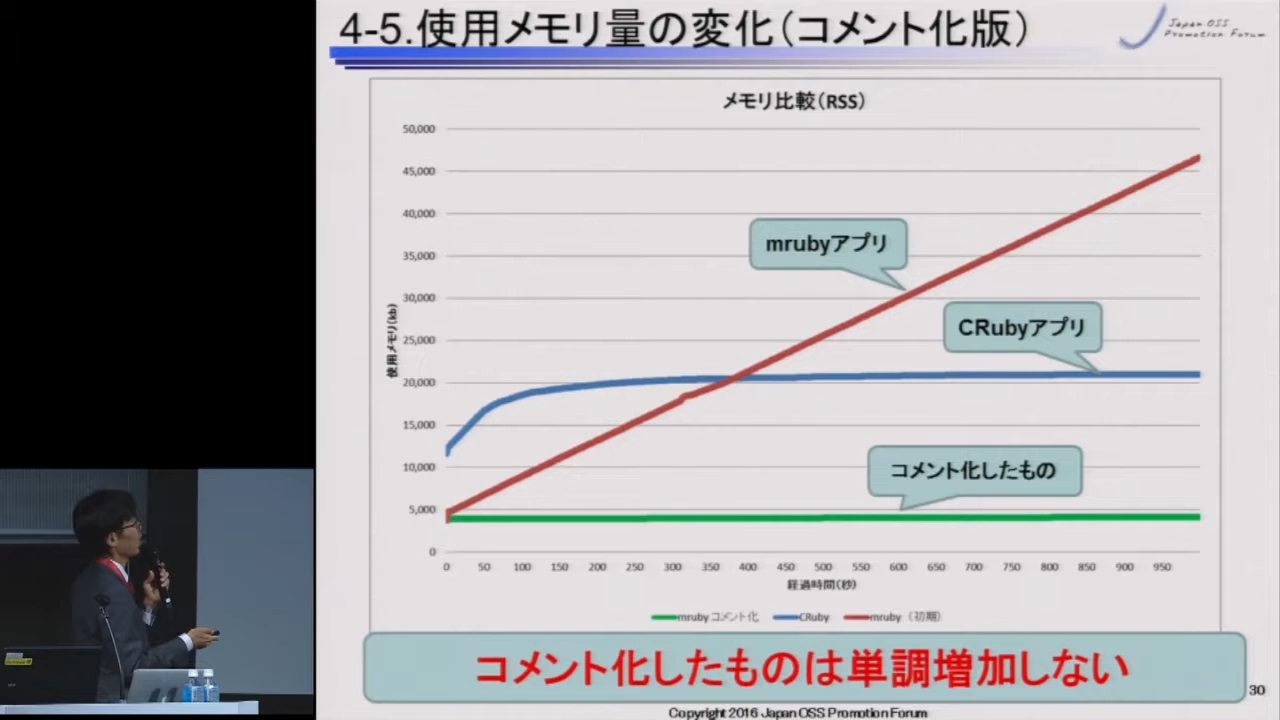 4-5.使用メモリ量の変化(コメント化版)
Japan OSS
Promotion Forum
メモリ比較(RSS)
50,000
45,000
40,000
35,000
30,000
25,000
20,000
15,000
10,000
5,000
0
使用メモリ(kb)
mrubyアプリ
CRubyアプリ
コメント化したもの
0 50 100 150 200 250 300 350 400 450 500 550 600 650 700 750 800 850 900 950
経過時間(秒)
mruby コメント化 CRuby mruby (初期)
コメント化したものは単調増加しない
30
Copyright 2016 Japan OSS Promotion Forum